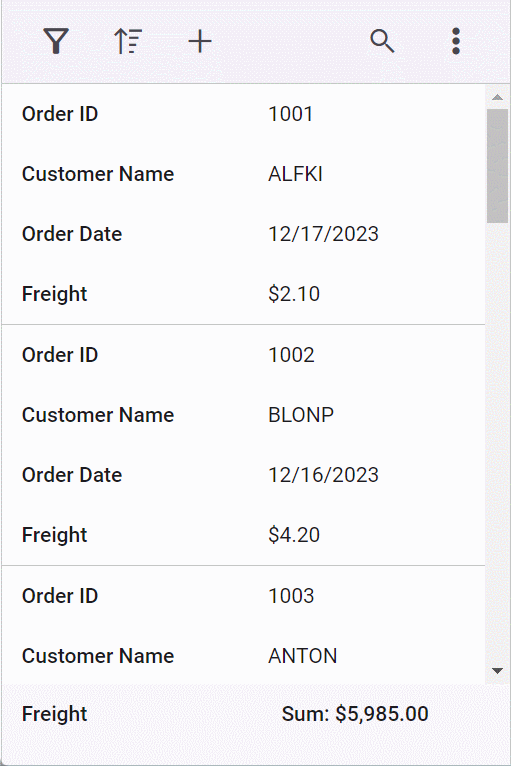 Order ID 1001
Customer Name ALFKI
Order Date 12/17/2023
Freight $2.10
Order ID 1002
Customer Name BLONP
Order Date 12/16/2023
Freight $4.20
Order ID 1003
Customer Name ANTON
Freight Sum: $5,985.00